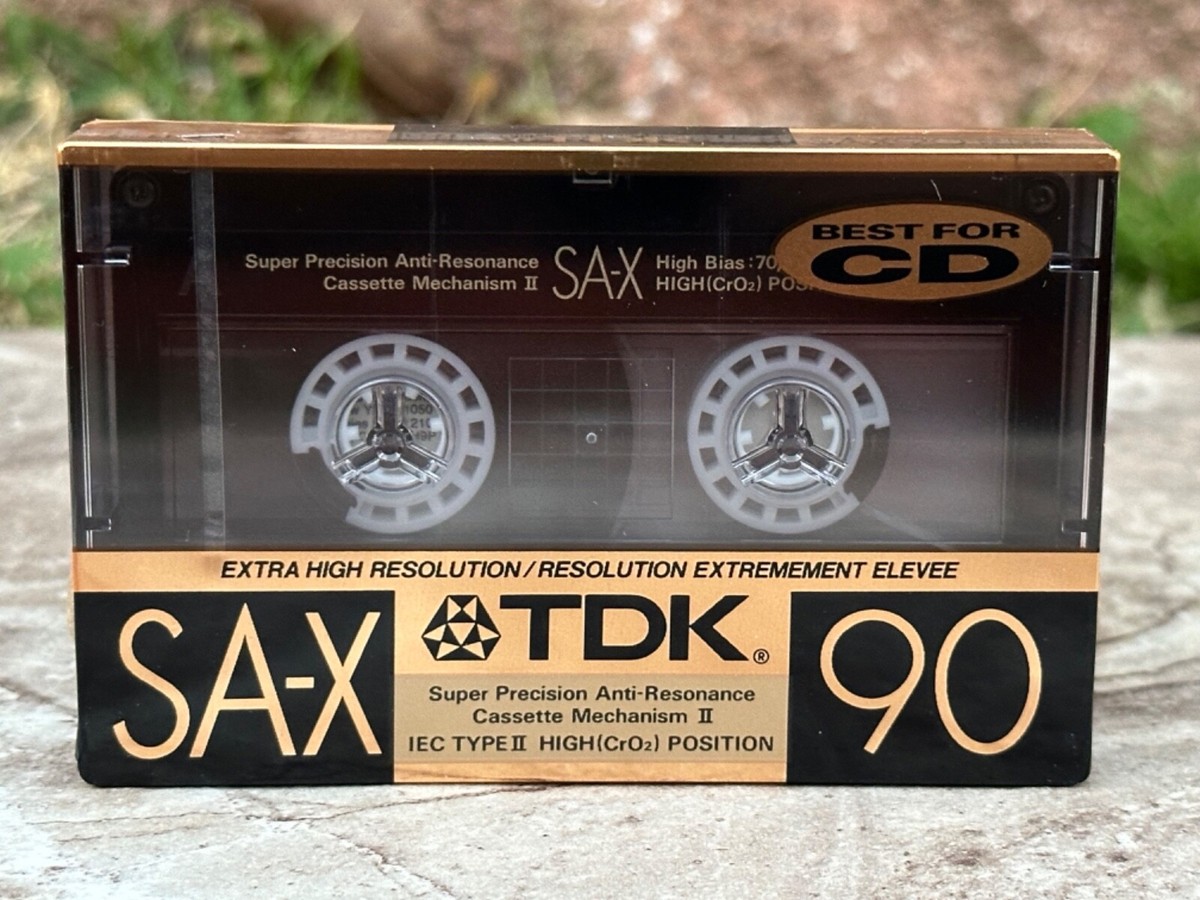 BEST FOR
CD
Super Precision Anti-Resonance
Cassette Mechanism II
SA-X
High Bias:70
HIGH(CrO₂) POS
EXTRA HIGH RESOLUTION/RESOLUTION EXTREMEMENT ELEVEE
SA-X
TDK®
90
Super Precision Anti-Resonance
Cassette Mechanism II
IEC TYPE II HIGH(CrO₂) POSITION